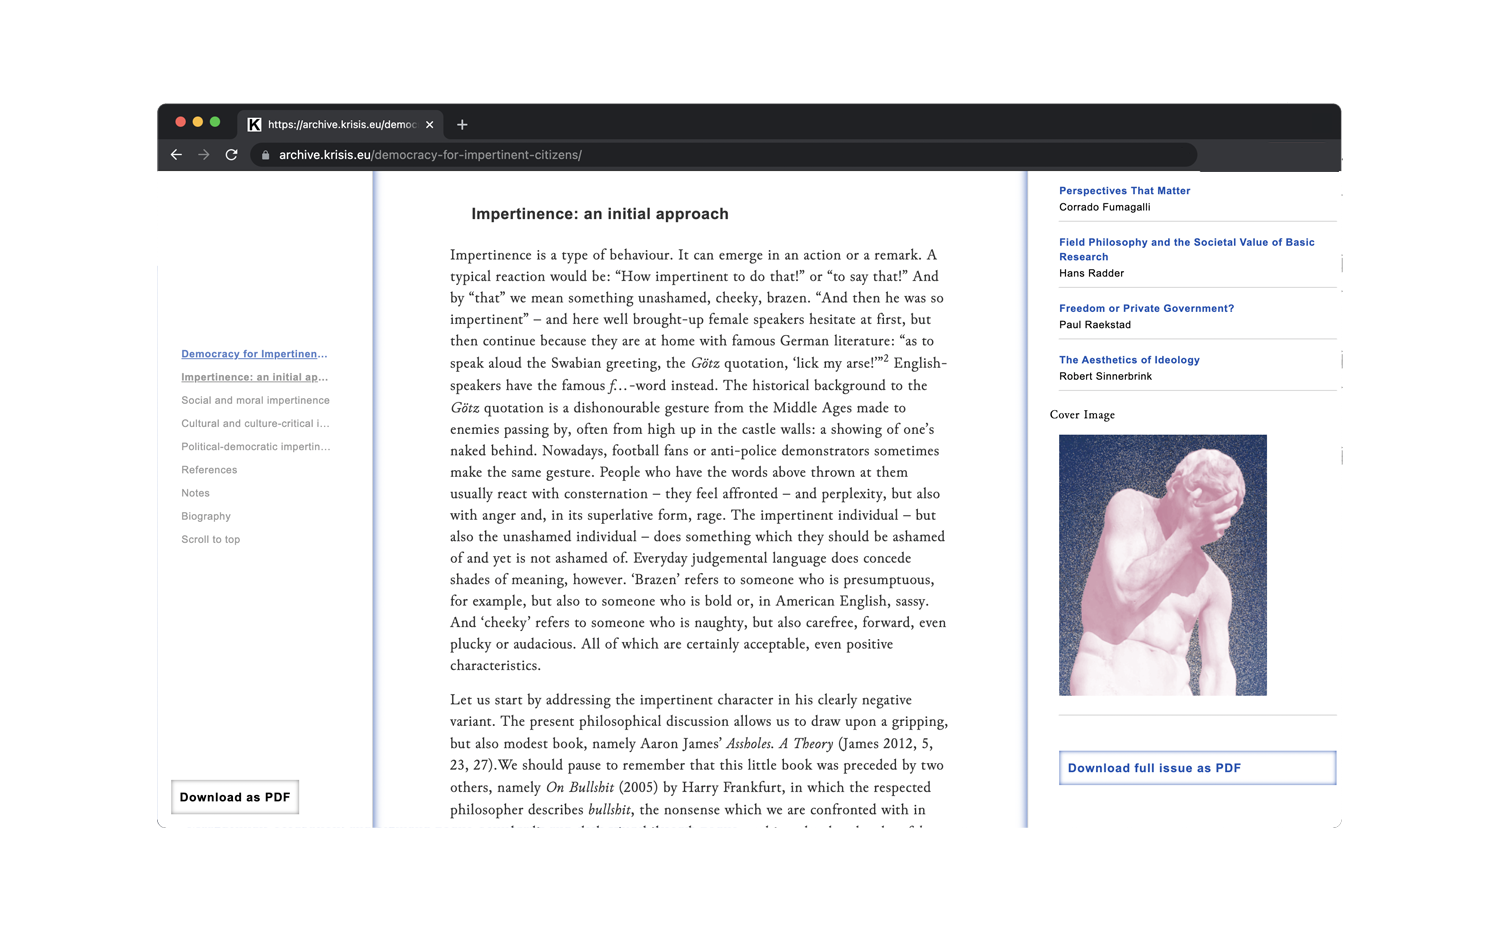 https://archive.krisis.eu/democ
archive.krisis.eu/democracy-for-impertinent-citizens/
Democracy for Impertinen...
Impertinence: an initial ap...
Social and moral impertinence
Cultural and culture-critical i...
Political-democratic impertin...
References
Notes
Biography
Scroll to top
Download as PDF
Impertinence: an initial approach
Impertinence is a type of behaviour. It can emerge in an action or a remark. A
typical reaction would be: “How impertinent to do that!” or “to say that!” And
by “that” we mean something unashamed, cheeky, brazen. “And then he was so
impertinent” – and here well brought-up female speakers hesitate at first, but
then continue because they are at home with famous German literature: “as to
speak aloud the Swabian greeting, the Götz quotation, ‘lick my arse!’”2 English-
speakers have the famous f…-word instead. The historical background to the
Götz quotation is a dishonourable gesture from the Middle Ages made to
enemies passing by, often from high up in the castle walls: a showing of one’s
naked behind. Nowadays, football fans or anti-police demonstrators sometimes
make the same gesture. People who have the words above thrown at them
usually react with consternation – they feel affronted – and perplexity, but also
with anger and, in its superlative form, rage. The impertinent individual – but
also the unashamed individual – does something which they should be ashamed
of and yet is not ashamed of. Everyday judgemental language does concede
shades of meaning, however. ‘Brazen’ refers to someone who is presumptuous,
for example, but also to someone who is bold or, in American English, sassy.
And ‘cheeky’ refers to someone who is naughty, but also carefree, forward, even
plucky or audacious. All of which are certainly acceptable, even positive
characteristics.
Let us start by addressing the impertinent character in his clearly negative
variant. The present philosophical discussion allows us to draw upon a gripping,
but also modest book, namely Aaron James’ Assholes. A Theory (James 2012, 5,
23, 27).We should pause to remember that this little book was preceded by two
others, namely On Bullshit (2005) by Harry Frankfurt, in which the respected
philosopher describes bullshit, the nonsense which we are confronted with in
Perspectives That Matter
Corrado Fumagalli
Field Philosophy and the Societal Value of Basic
Research
Hans Radder
Freedom or Private Government?
Paul Raekstad
The Aesthetics of Ideology
Robert Sinnerbrink
Cover Image
Download full issue as PDF